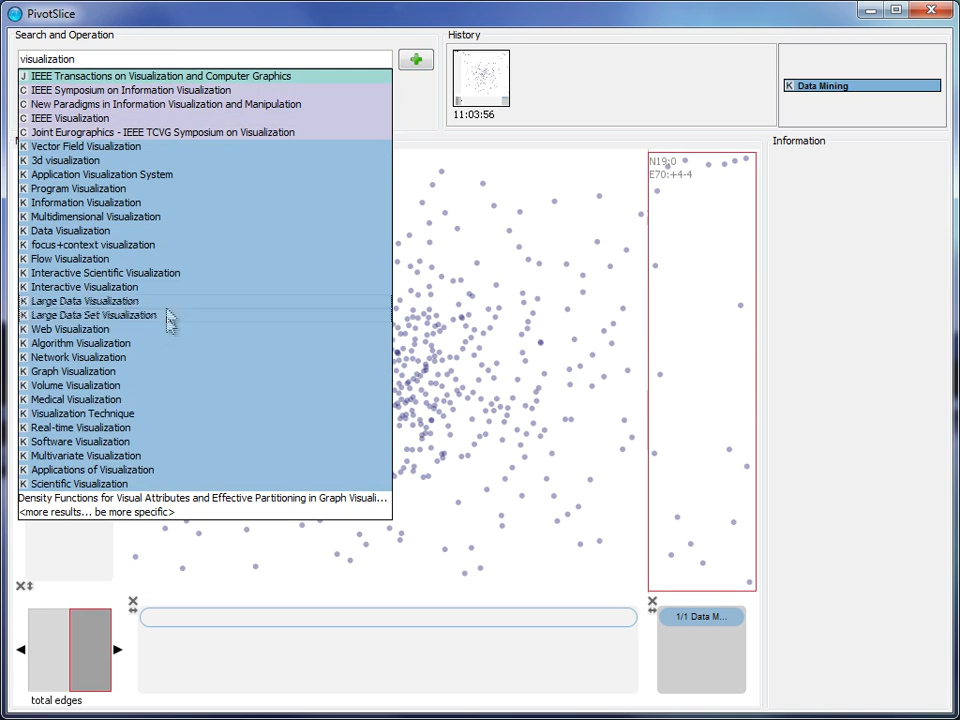 PivotSlice
Search and Operation
History
visualization
J IEEE Transactions on Visualization and Computer Graphics
C IEEE Symposium on Information Visualization
C New Paradigms in Information Visualization and Manipulation
C IEEE Visualization
C Joint Eurographics - IEEE TCVG Symposium on Visualization
K Vector Field Visualization
K 3d visualization
K Application Visualization System
K Program Visualization
K Information Visualization
K Multidimensional Visualization
K Data Visualization
K focus+context visualization
K Flow Visualization
K Interactive Scientific Visualization
K Interactive Visualization
K Large Data Visualization
K Large Data Set Visualization
K Web Visualization
K Algorithm Visualization
K Network Visualization
K Graph Visualization
K Volume Visualization
K Medical Visualization
K Visualization Technique
K Real-time Visualization
K Software Visualization
K Multivariate Visualization
K Applications of Visualization
K Scientific Visualization
Density Functions for Visual Attributes and Effective Partitioning in Graph Visuali...
<more results... be more specific>
11:03:56
K Data Mining
Information
N19:0
E70:+4-4
1/1 Data M...
total edges